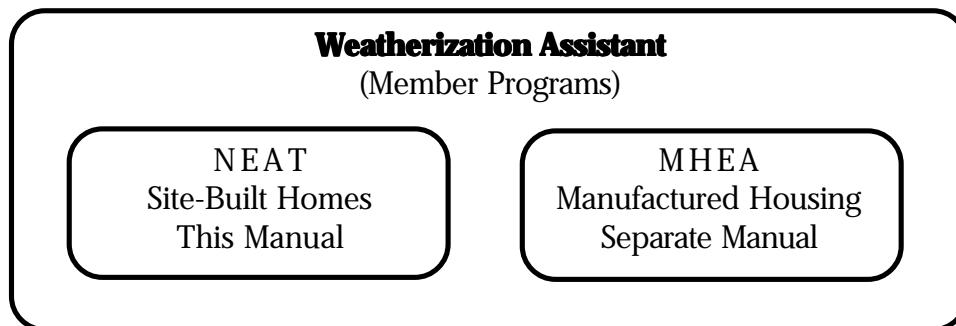 Weatherization Assistant
(Member Programs)
NEAT
Site-Built Homes
This Manual
MHEA
Manufactured Housing
Separate Manual